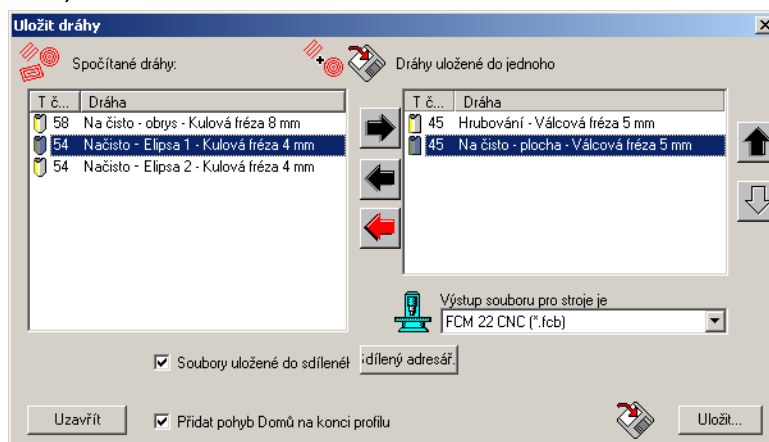 Uložit dráhy
Spočítané dráhy:
Dráhy uložené do jednoho
T č... Dráha
58 Na čisto - obrys - Kulová fréza 8 mm
54 Načisto - Elipsa 1 - Kulová fréza 4 mm
54 Načisto - Elipsa 2 - Kulová fréza 4 mm
T č... Dráha
45 Hrubování - Válcová fréza 5 mm
45 Na čisto - plocha - Válcová fréza 5 mm
Výstup souboru pro stroje je
FCM 22 CNC (*.fcb)
Soubory uložené do sdílenéh
dílený adresář.
Uzavřít
Přidat pohyb Domů na konci profilu
Uložit...